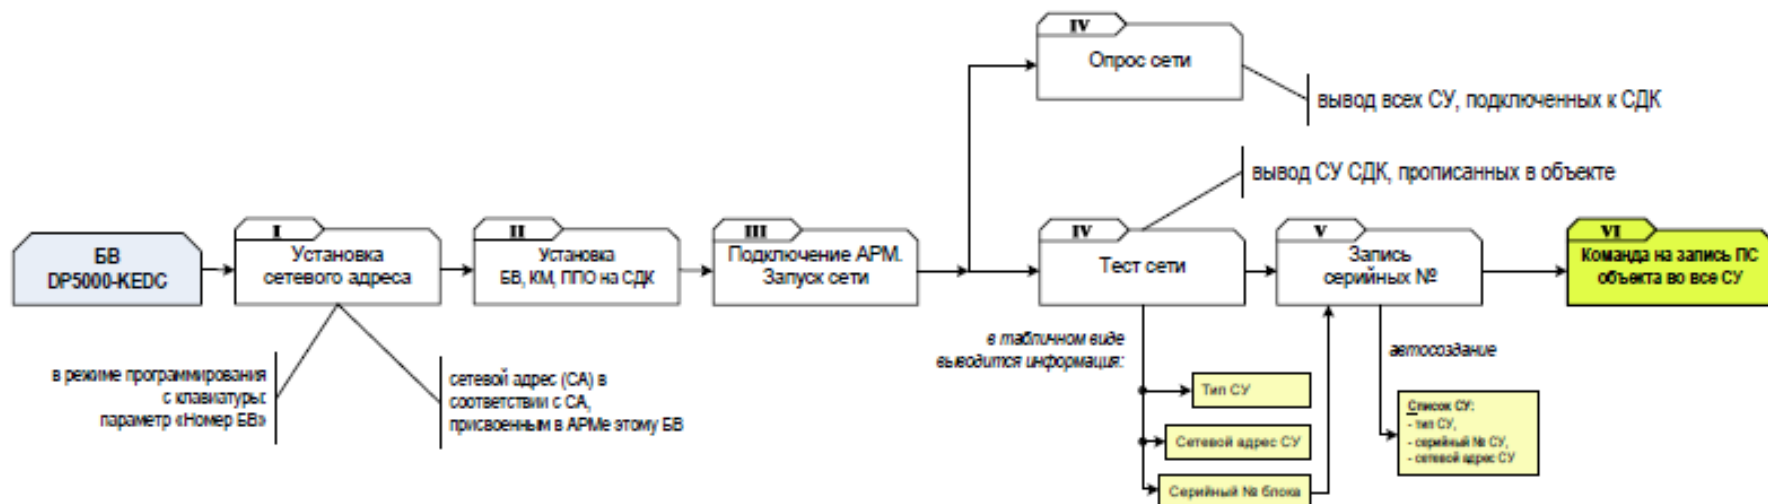 IV
Опрос сети
вывод всех СУ, подключенных к СДК
вывод СУ СДК, прописанных в объекте
БВ
DP5000-KEDC
I
Установка
сетевого адреса
II
Установка
БВ, КМ, ППО на СДК
III
Подключение АРМ.
Запуск сети
IV
Тест сети
V
Запись
серийных №
VI
Команда на запись ПС
объекта во все СУ
в режиме программирования
с клавиатуры:
параметр «Номер БВ»
сетевой адрес (СА) в
соответствии с СА,
присвоенным в АРМе этому БВ
в табличном виде
выводится информация:
Тип СУ
Сетевой адрес СУ
Серийный № блока
автосоздание
Список СУ:
- тип СУ,
- серийный № СУ,
- сетевой адрес СУ